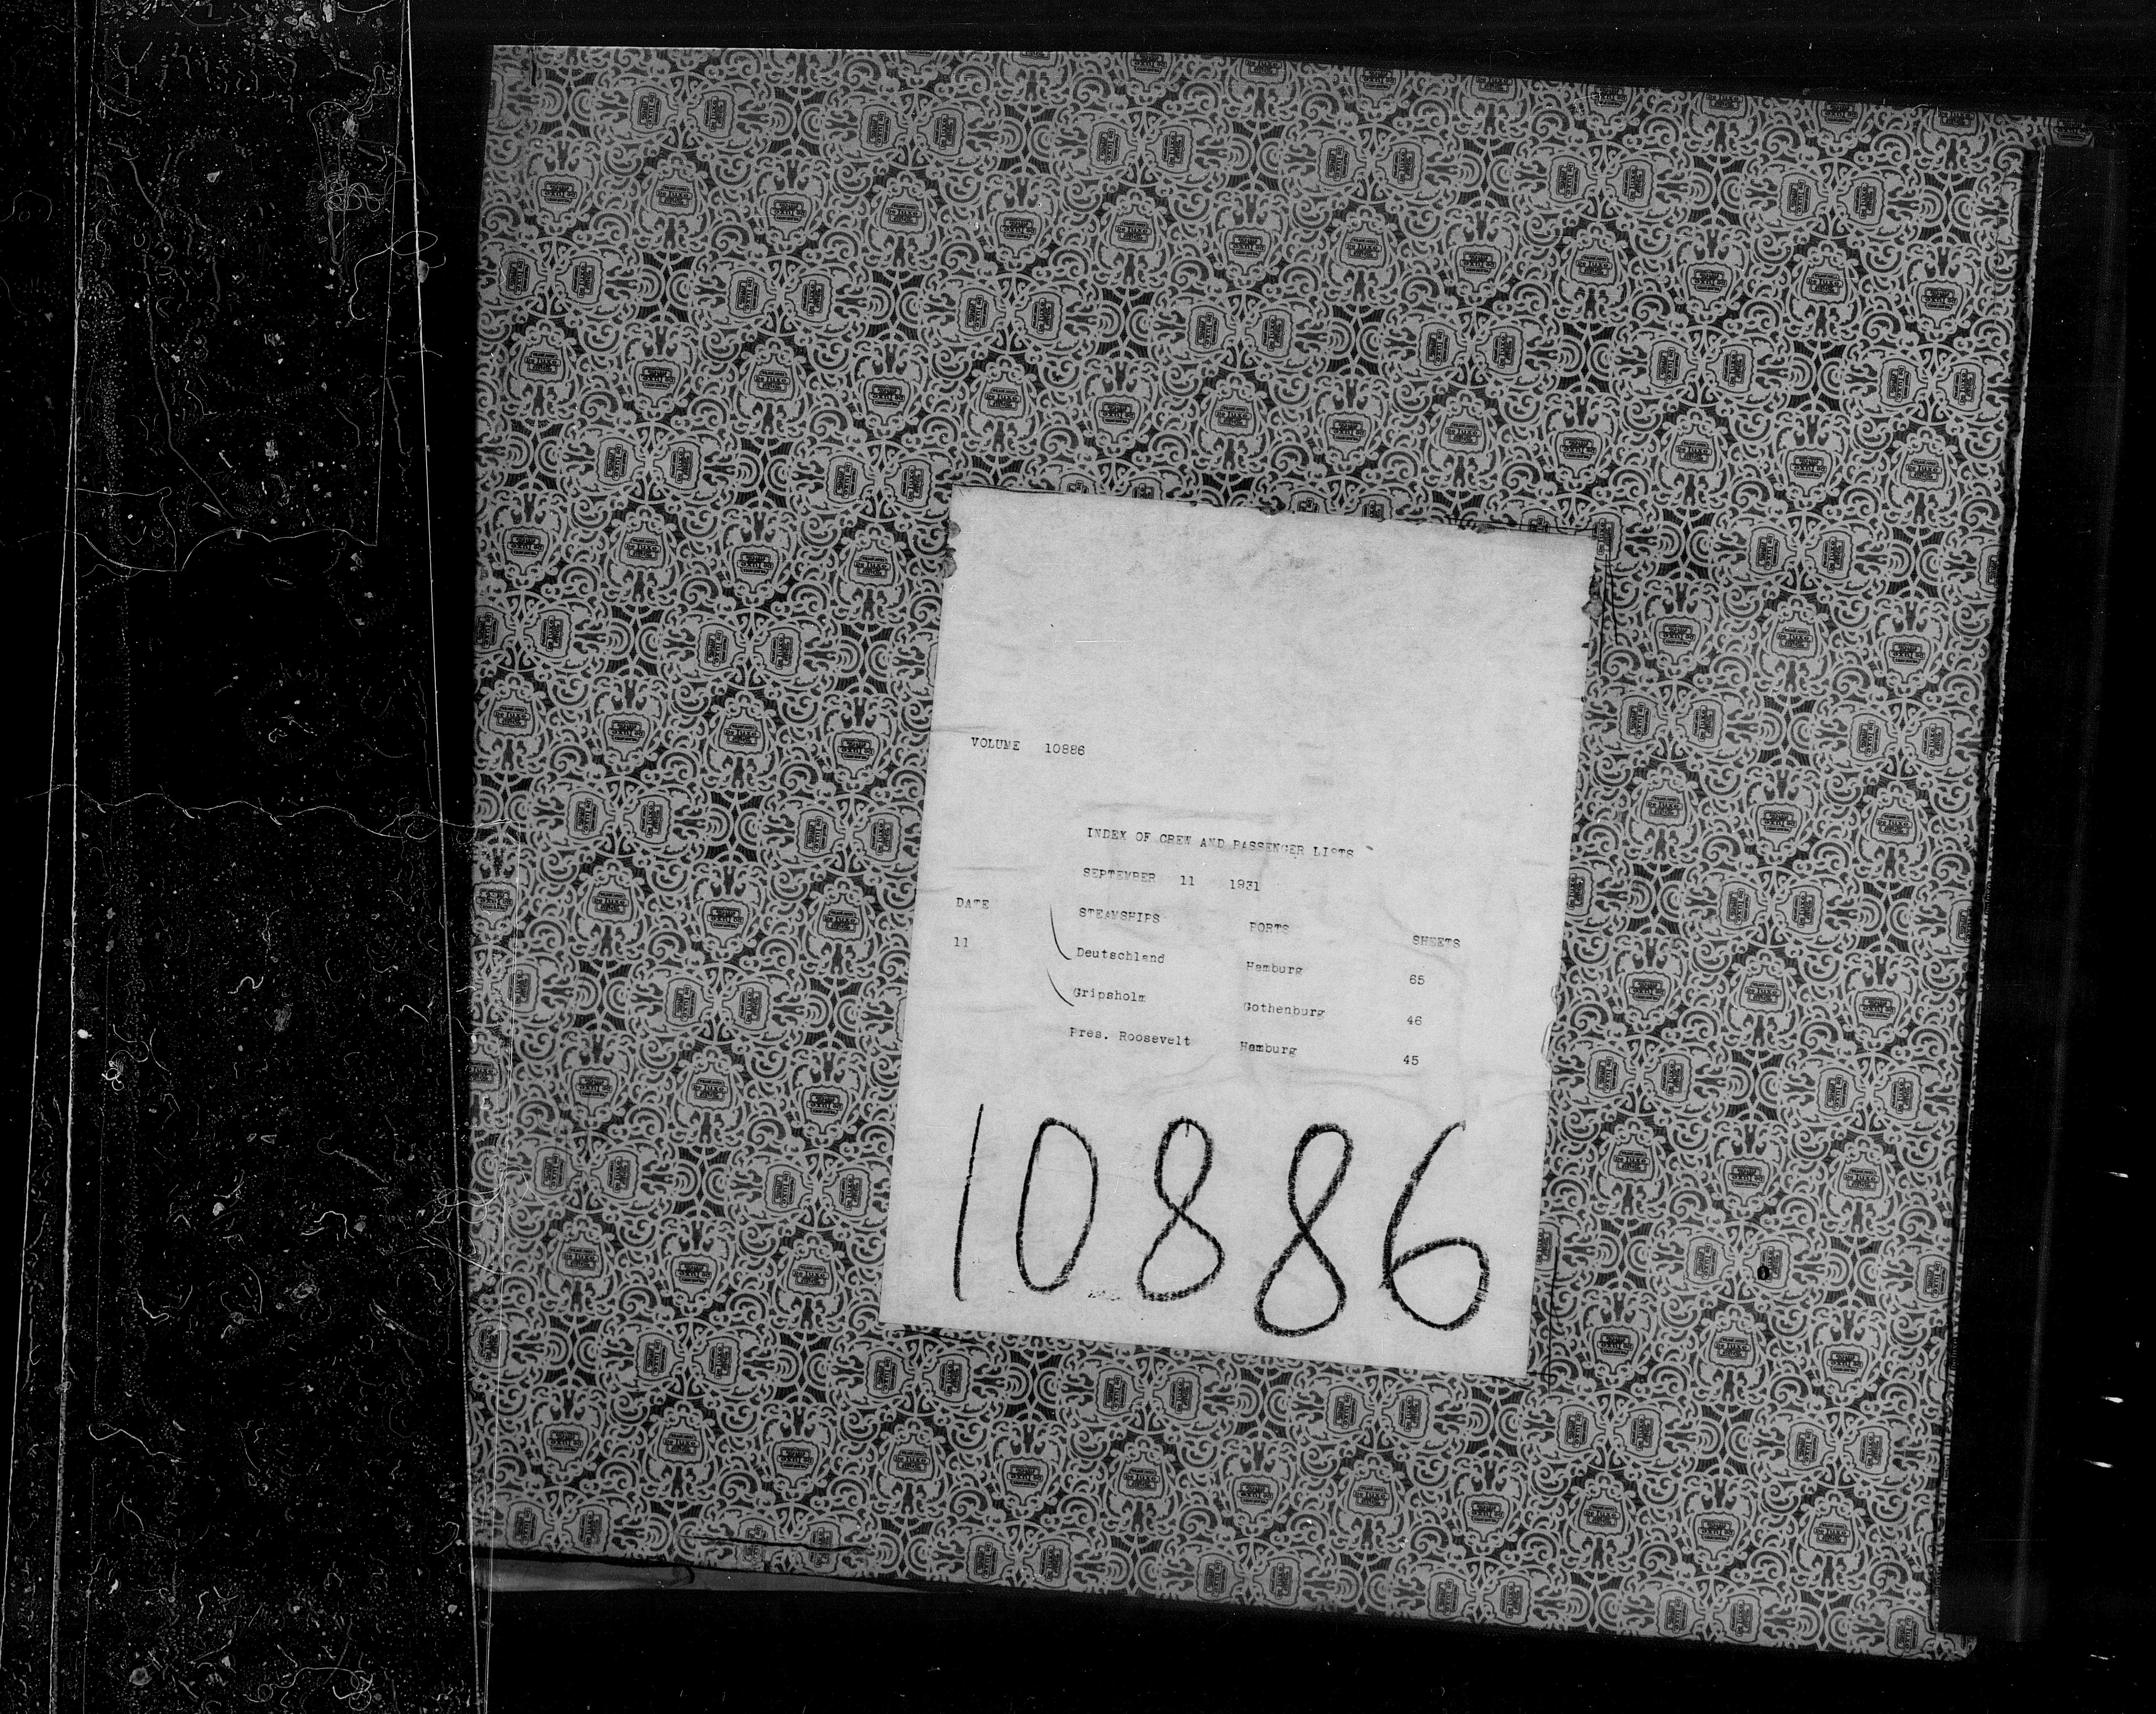 VOLUME 10886
INDEX OF CREW AND PASSENGER LISTS
SEPTEMBER 11 1931
DATE STEAMSHIPS PORTS SHEETS
11 Deutschland Hamburg 65
Gripsholm Gothenburg 46
Pres. Roosevelt Hamburg 45
10886